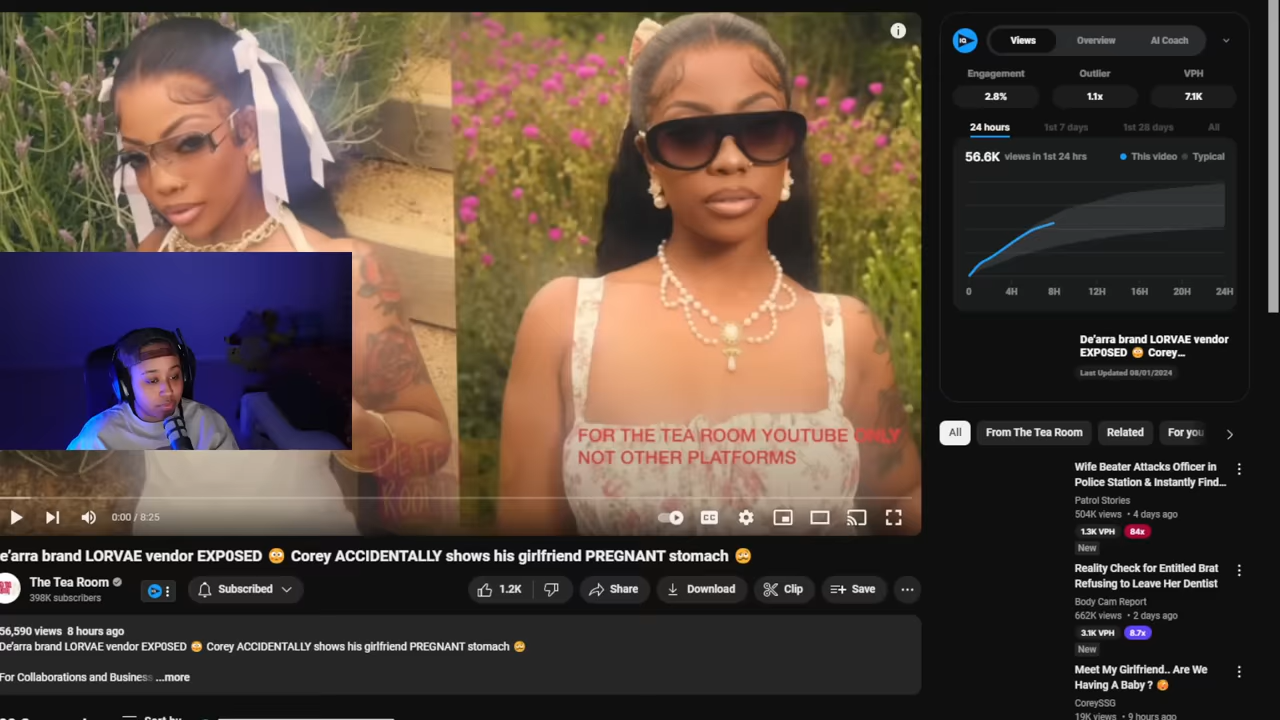 Views
Overview
AI Coach
Engagement
Outlier
VPH
2.8%
1.1x
7.1K
24 hours
1st 7 days
1st 28 days
All
56.6K views in 1st 24 hrs
This video
Typical
0
4H
8H
12H
16H
20H
24H
De'arra brand LORVAE vendor
EXP0SED 😳 Corey...
Last Updated 08/01/2024
FOR THE TEA ROOM YOUTUBE ONLY
NOT OTHER PLATFORMS
0:00 / 8:25
CC
e'arra brand LORVAE vendor EXP0SED 😳 Corey ACCIDENTALLY shows his girlfriend PREGNANT stomach 😩
The Tea Room
398K subscribers
Subscribed
1.2K
Share
Download
Clip
Save
56,590 views 8 hours ago
De'arra brand LORVAE vendor EXP0SED 😳 Corey ACCIDENTALLY shows his girlfriend PREGNANT stomach 😩
For Collaborations and Business ...more
All
From The Tea Room
Related
For you
Wife Beater Attacks Officer in
Police Station & Instantly Find...
Patrol Stories
504K views • 4 days ago
1.3K VPH
84x
New
Reality Check for Entitled Brat
Refusing to Leave Her Dentist
Body Cam Report
662K views • 2 days ago
3.1K VPH
8.7x
New
Meet My Girlfriend.. Are We
Having A Baby ? 🥵
CoreySSG
19K views • 9 hours ago
Sort by